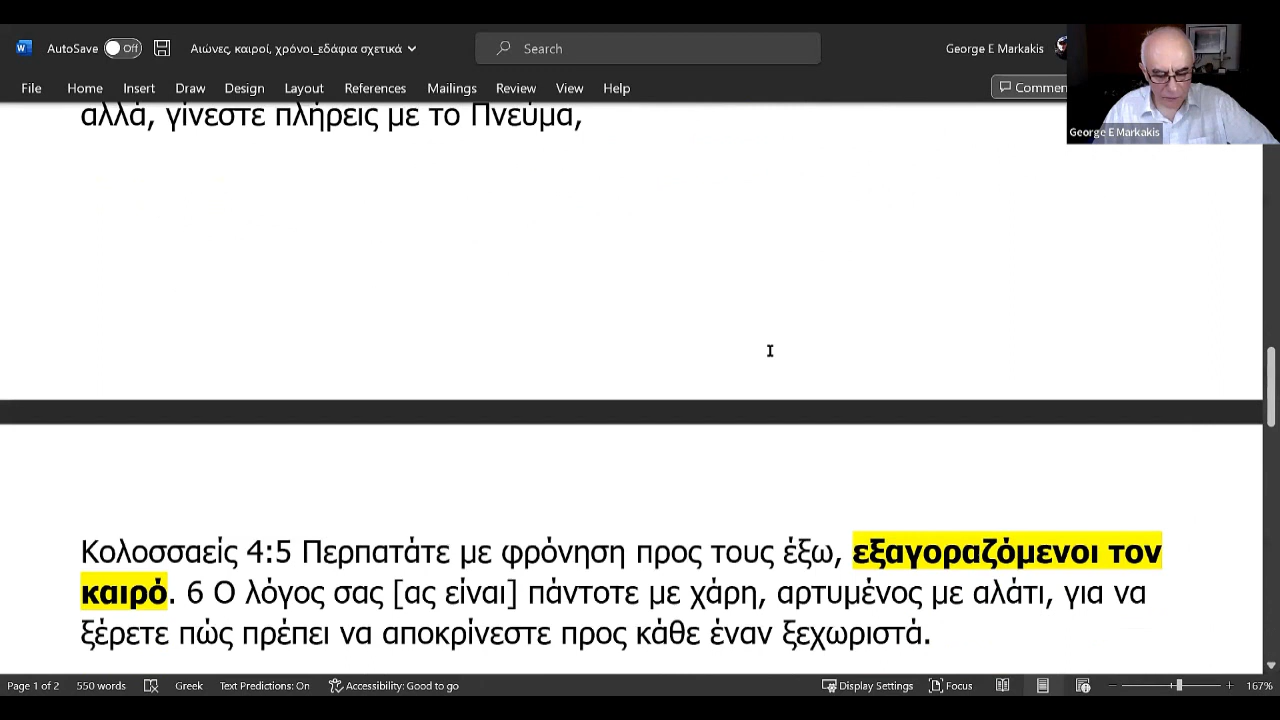 AutoSave Off Αιώνες, καιροί, χρόνοι_εδάφια σχετικά Search George E Markakis
File Home Insert Draw Design Layout References Mailings Review View Help
George E Markakis
αλλά, γίνεστε πλήρεις με το Πνεύμα,
Κολοσσαείς 4:5 Περπατάτε με φρόνηση προς τους έξω, εξαγοραζόμενοι τον
καιρό. 6 Ο λόγος σας [ας είναι] πάντοτε με χάρη, αρτυμένος με αλάτι, για να
ξέρετε πώς πρέπει να αποκρίνεστε προς κάθε έναν ξεχωριστά.
Page 1 of 2 550 words Greek Text Predictions: On Accessibility: Good to go Display Settings Focus 167%